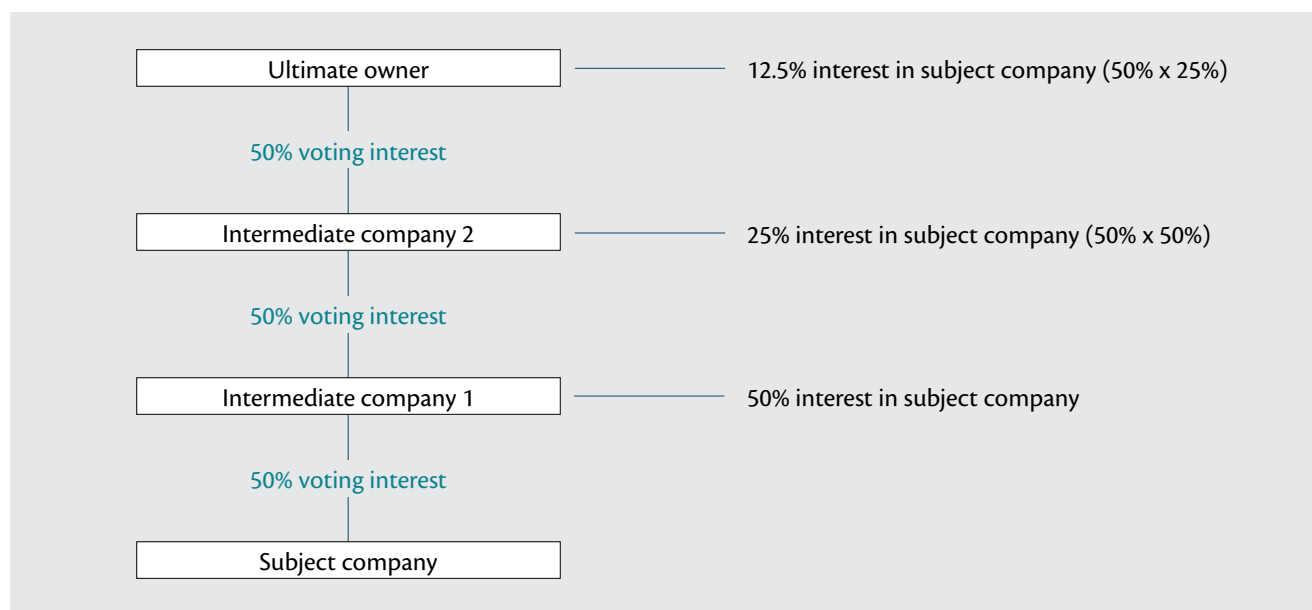 Ultimate owner
12.5% interest in subject company (50% x 25%)
50% voting interest
Intermediate company 2
25% interest in subject company (50% x 50%)
50% voting interest
Intermediate company 1
50% interest in subject company
50% voting interest
Subject company